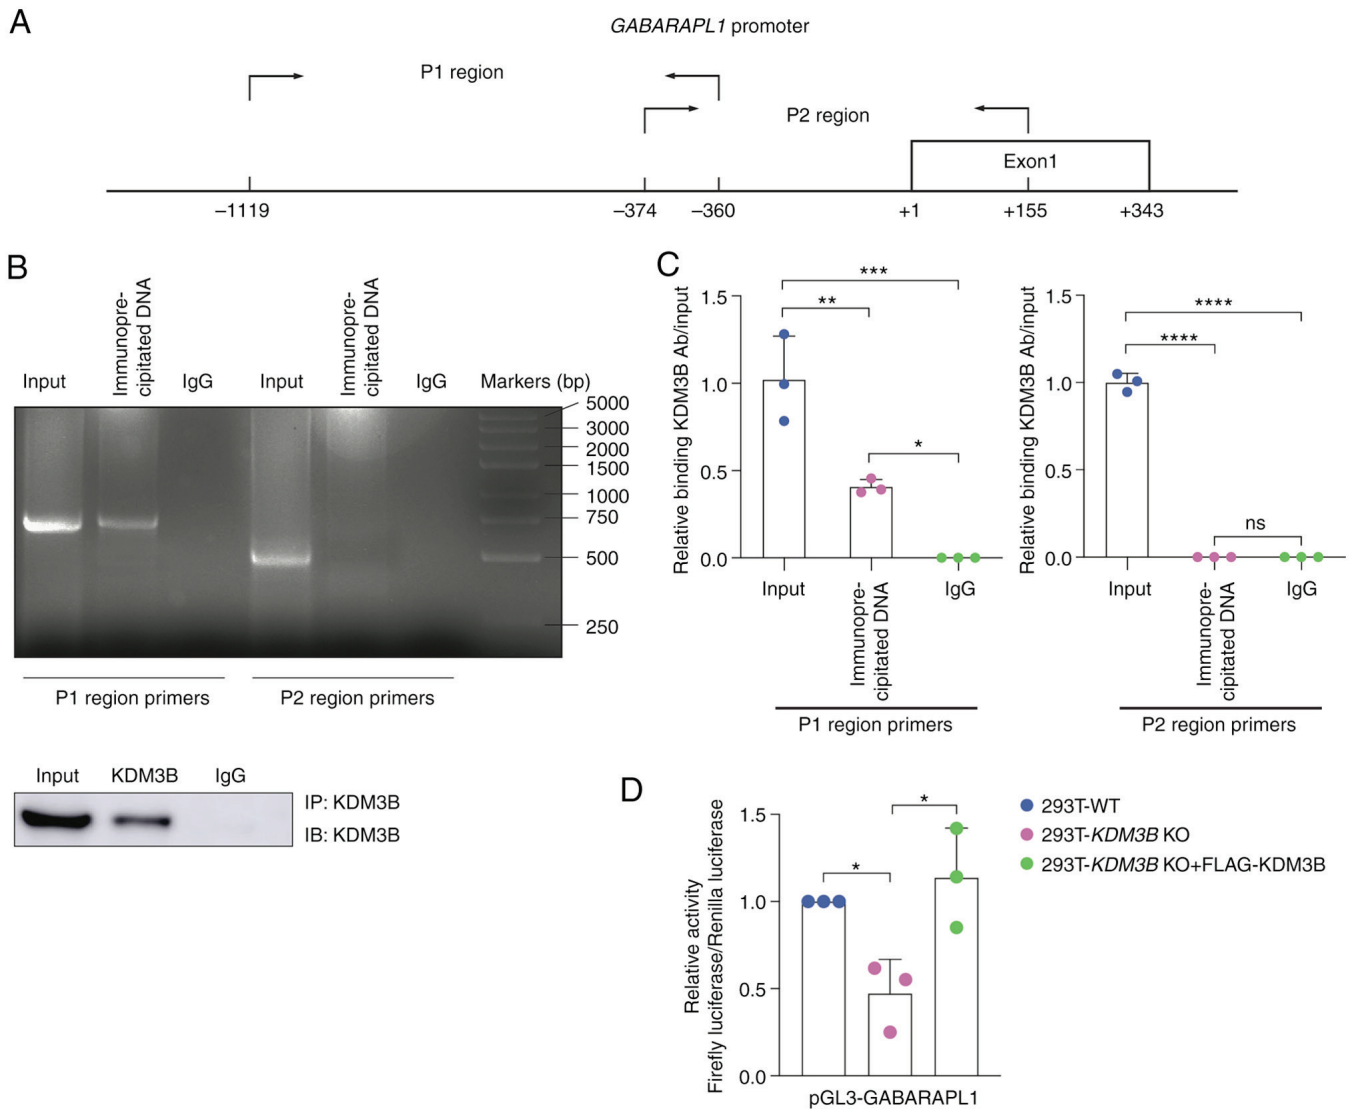 A
GABARAPL1 promoter
P1 region
P2 region
Exon1
–1119
–374
–360
+1
+155
+343
B
Input
Immunopre-
cipitated DNA
IgG
Input
Immunopre-
cipitated DNA
IgG
Markers (bp)
5000
3000
2000
1500
1000
750
500
250
P1 region primers
P2 region primers
Input
KDM3B
IgG
IP: KDM3B
IB: KDM3B
C
Relative binding KDM3B Ab/input
1.5
1.0
0.5
0.0
***
**
*
Input
Immunopre-
cipitated DNA
IgG
P1 region primers
Relative binding KDM3B Ab/input
1.5
1.0
0.5
0.0
****
****
ns
Input
Immunopre-
cipitated DNA
IgG
P2 region primers
D
Relative activity
Firefly luciferase/Renilla luciferase
1.5
1.0
0.5
0.0
*
*
pGL3-GABARAPL1
293T-WT
293T-KDM3B KO
293T-KDM3B KO+FLAG-KDM3B